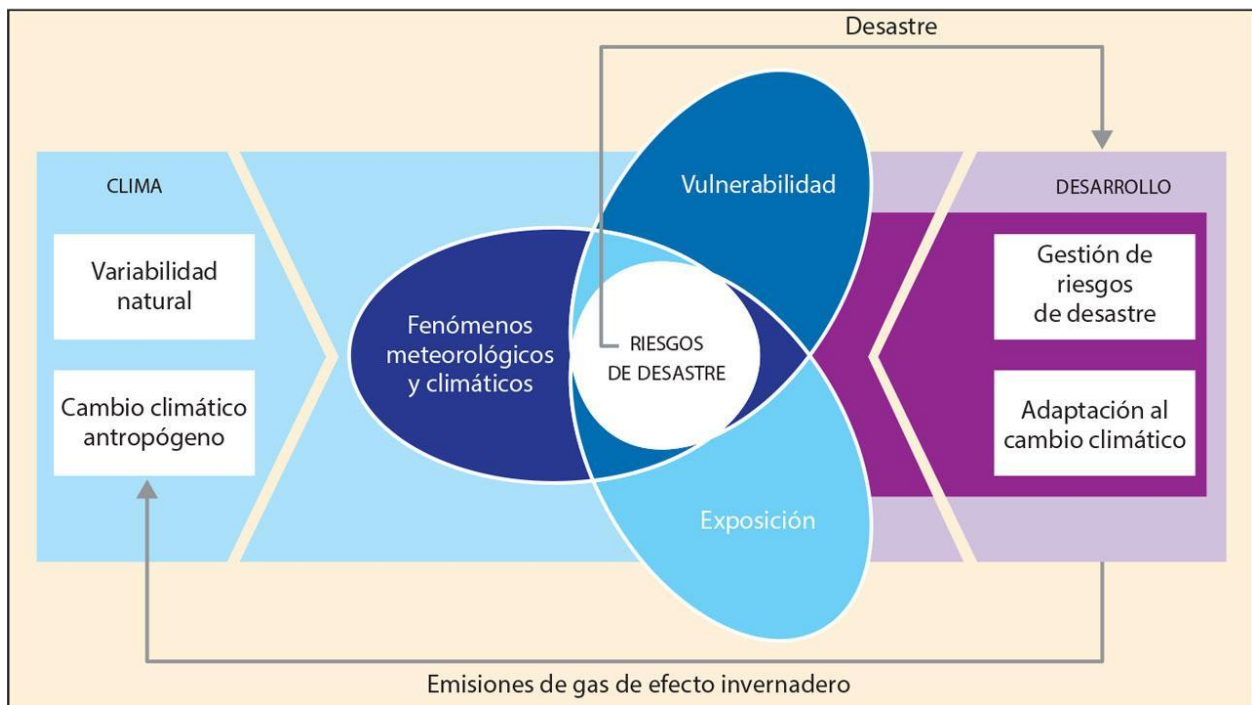 Desastre
CLIMA
Variabilidad
natural
Cambio climático
antropógeno
Fenómenos
meteorológicos
y climáticos
Vulnerabilidad
RIESGOS
DE DESASTRE
Exposición
DESARROLLO
Gestión de
riesgos
de desastre
Adaptación al
cambio climático
Emisiones de gas de efecto invernadero